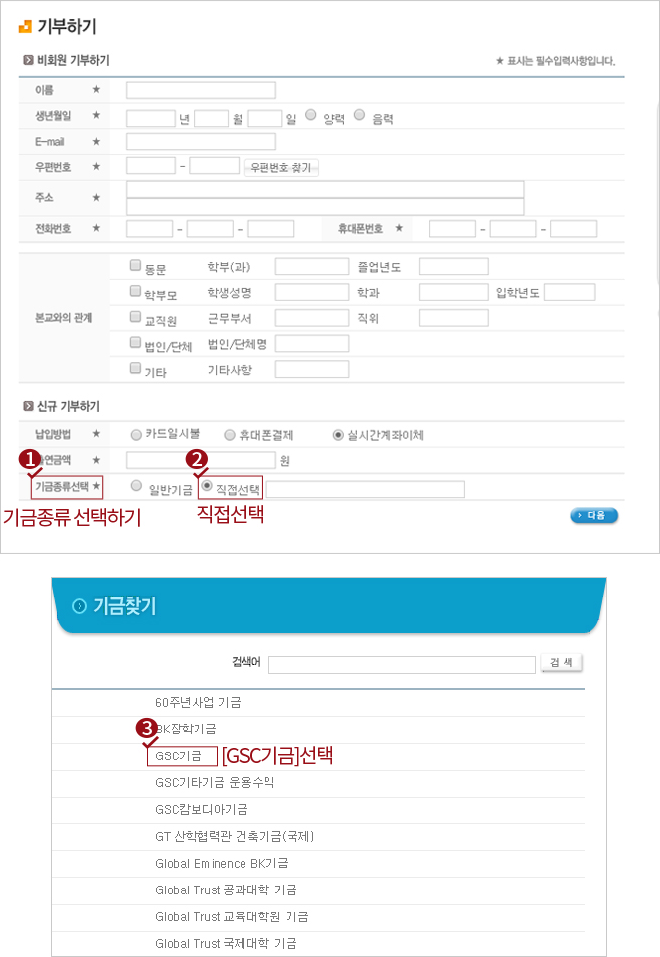 기부하기
비회원 기부하기 ★ 표시는 필수입력사항입니다.
이름 ★
생년월일 ★ 년 월 일 양력 음력
E-mail ★
우편번호 ★ - 우편번호 찾기
주소 ★
전화번호 ★ - - 휴대폰번호 ★ - -
동문 학부(과) 졸업년도
학부모 학생성명 학과 입학년도
본교와의 관계 교직원 근무부서 직위
법인/단체 법인/단체명
기타 기타사항
신규 기부하기
납입방법 ★ 카드일시불 휴대폰결제 실시간계좌이체
1 연금액 ★ 2 원
기금종류선택 ★ 일반기금 직접선택
기금종류 선택하기 직접선택 다음
기금찾기
검색어 검 색
60주년사업 기금
3 BK장학기금
GSC기금 [GSC기금]선택
GSC기타기금 운용수익
GSC캄보디아기금
GT 산학협력관 건축기금(국제)
Global Eminence BK기금
Global Trust 공과대학 기금
Global Trust 교육대학원 기금
Global Trust 국제대학 기금